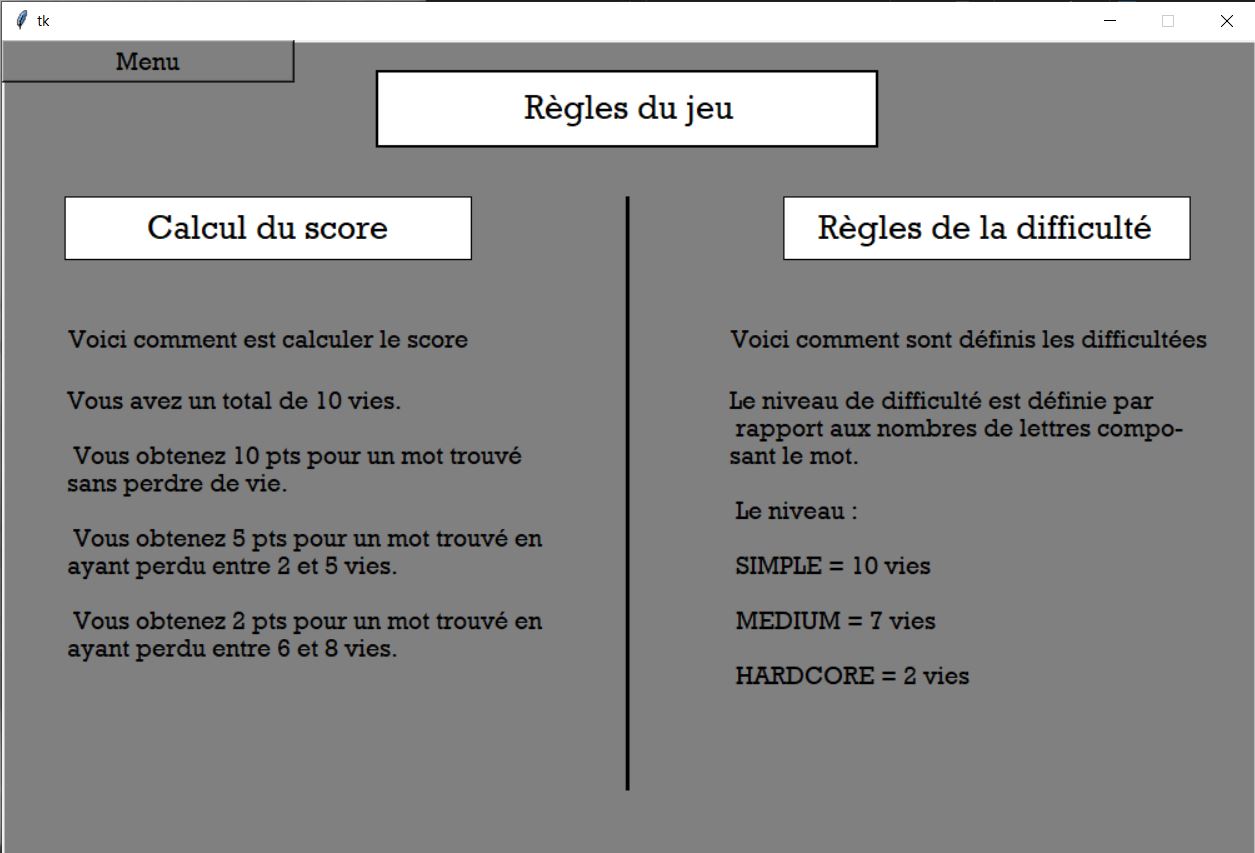 tk
Menu
Règles du jeu
Calcul du score
Voici comment est calculer le score
Vous avez un total de 10 vies.
Vous obtenez 10 pts pour un mot trouvé
sans perdre de vie.
Vous obtenez 5 pts pour un mot trouvé en
ayant perdu entre 2 et 5 vies.
Vous obtenez 2 pts pour un mot trouvé en
ayant perdu entre 6 et 8 vies.
Règles de la difficulté
Voici comment sont définis les difficultées
Le niveau de difficulté est définie par
rapport aux nombres de lettres compo-
sant le mot.
Le niveau :
SIMPLE = 10 vies
MEDIUM = 7 vies
HARDCORE = 2 vies